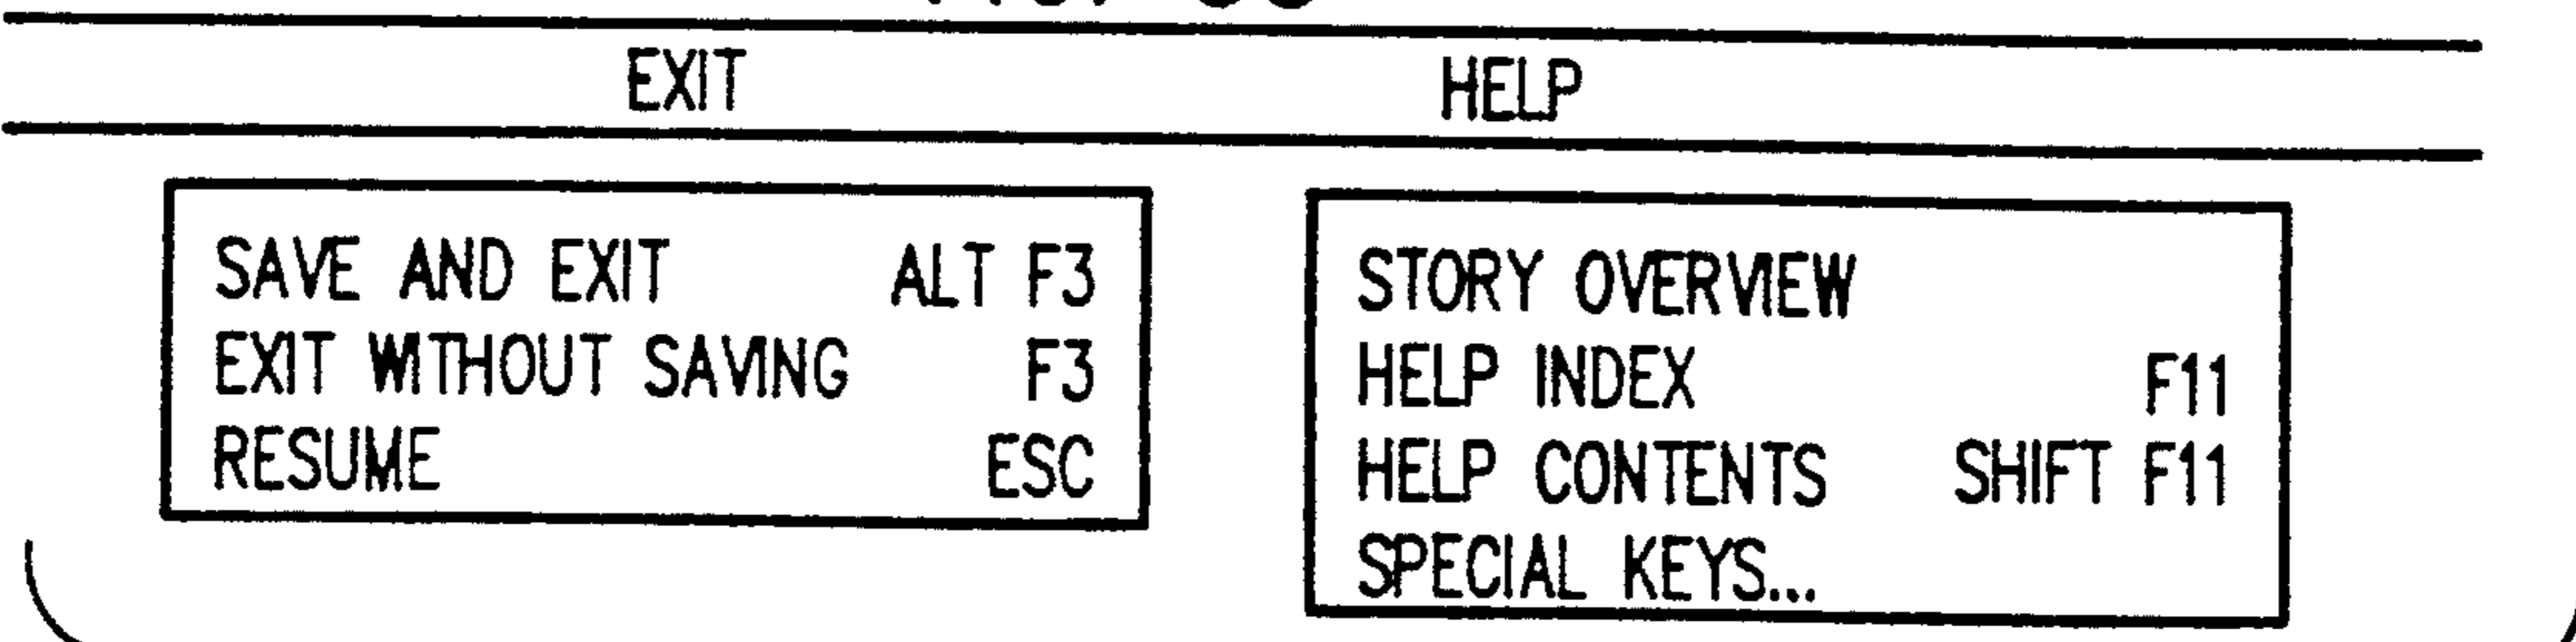 EXIT HELP
SAVE AND EXIT ALT F3
EXIT WITHOUT SAVING F3
RESUME ESC
STORY OVERVIEW
HELP INDEX F11
HELP CONTENTS SHIFT F11
SPECIAL KEYS...